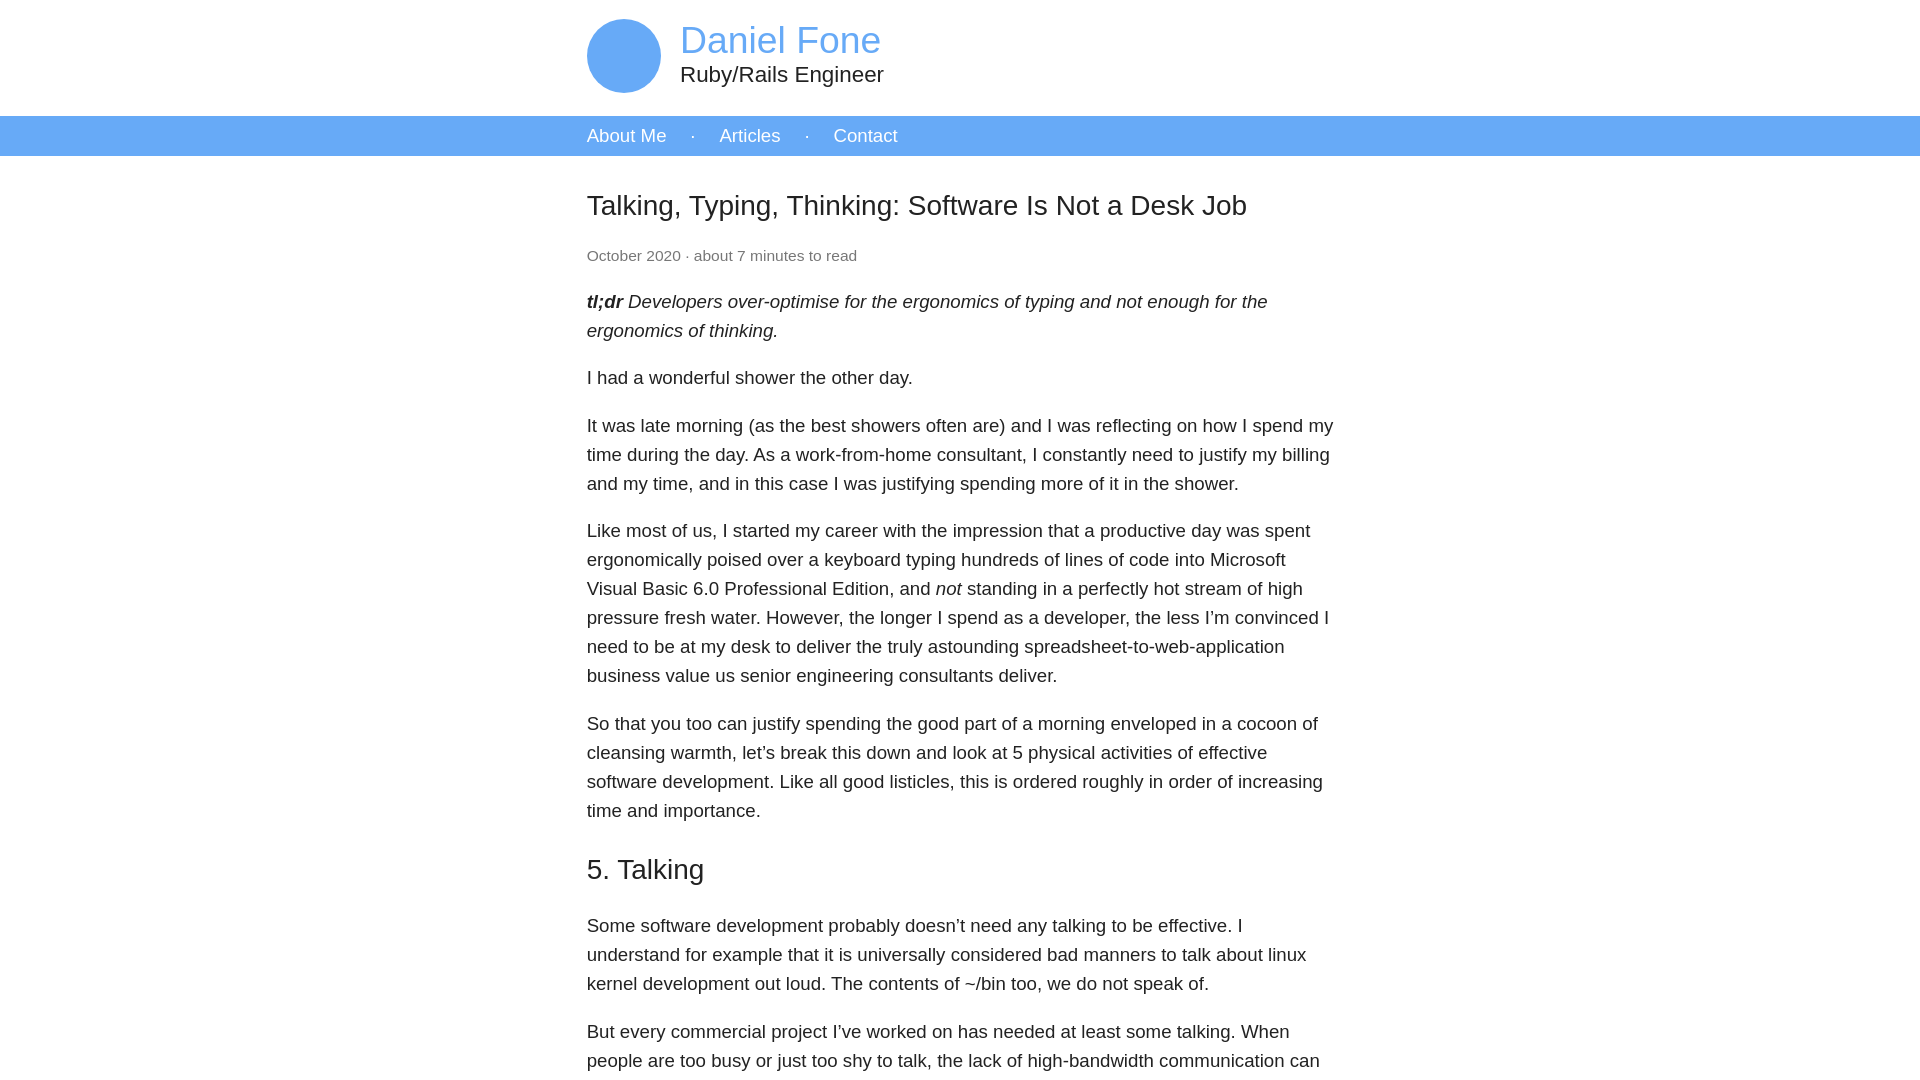 Daniel Fone
Ruby/Rails Engineer
About Me · Articles · Contact
Talking, Typing, Thinking: Software Is Not a Desk Job
October 2020 · about 7 minutes to read
tl;dr Developers over-optimise for the ergonomics of typing and not enough for the
ergonomics of thinking.
I had a wonderful shower the other day.
It was late morning (as the best showers often are) and I was reflecting on how I spend my
time during the day. As a work-from-home consultant, I constantly need to justify my billing
and my time, and in this case I was justifying spending more of it in the shower.
Like most of us, I started my career with the impression that a productive day was spent
ergonomically poised over a keyboard typing hundreds of lines of code into Microsoft
Visual Basic 6.0 Professional Edition, and not standing in a perfectly hot stream of high
pressure fresh water. However, the longer I spend as a developer, the less I’m convinced I
need to be at my desk to deliver the truly astounding spreadsheet-to-web-application
business value us senior engineering consultants deliver.
So that you too can justify spending the good part of a morning enveloped in a cocoon of
cleansing warmth, let’s break this down and look at 5 physical activities of effective
software development. Like all good listicles, this is ordered roughly in order of increasing
time and importance.
5. Talking
Some software development probably doesn’t need any talking to be effective. I
understand for example that it is universally considered bad manners to talk about linux
kernel development out loud. The contents of ~/bin too, we do not speak of.
But every commercial project I’ve worked on has needed at least some talking. When
people are too busy or just too shy to talk, the lack of high-bandwidth communication can